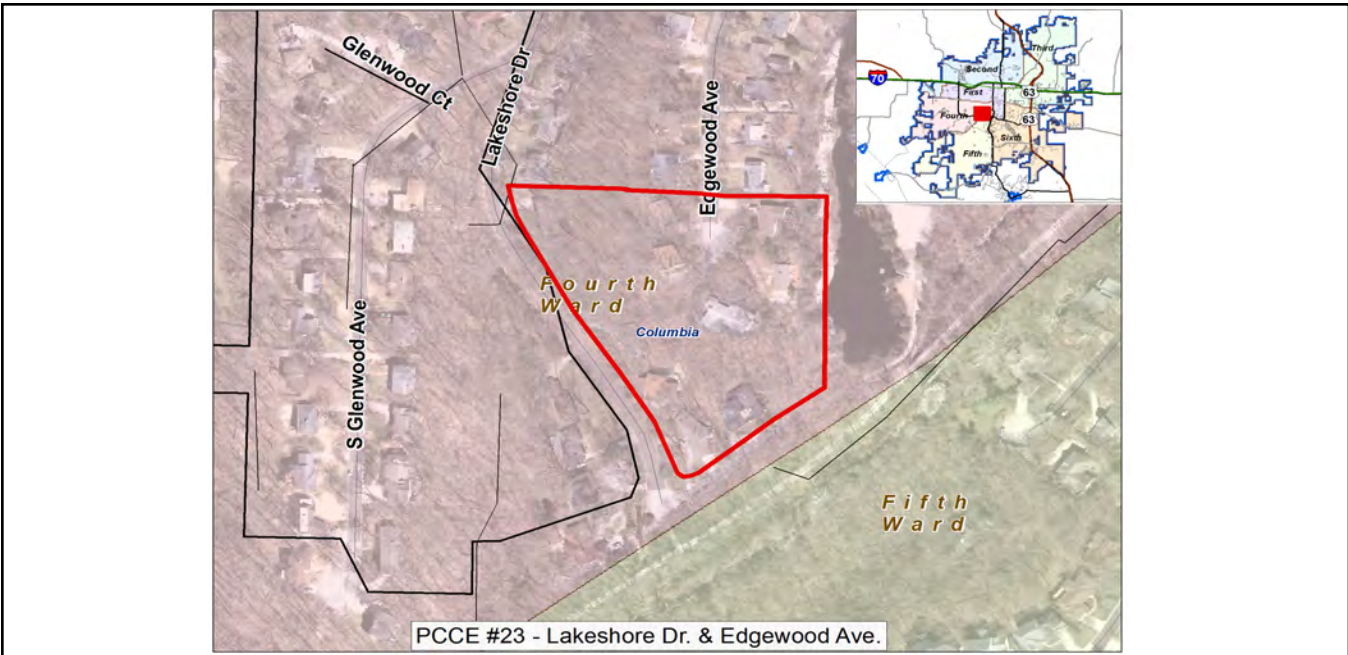 Glenwood Ct
Lakeshore Dr
Edgewood Ave
S Glenwood Ave
Fourth
Ward
Columbia
Fifth
Ward
PCCE #23 - Lakeshore Dr. & Edgewood Ave.
Third
Second
70
First
63
Fourth
63
Sixth
Fifth